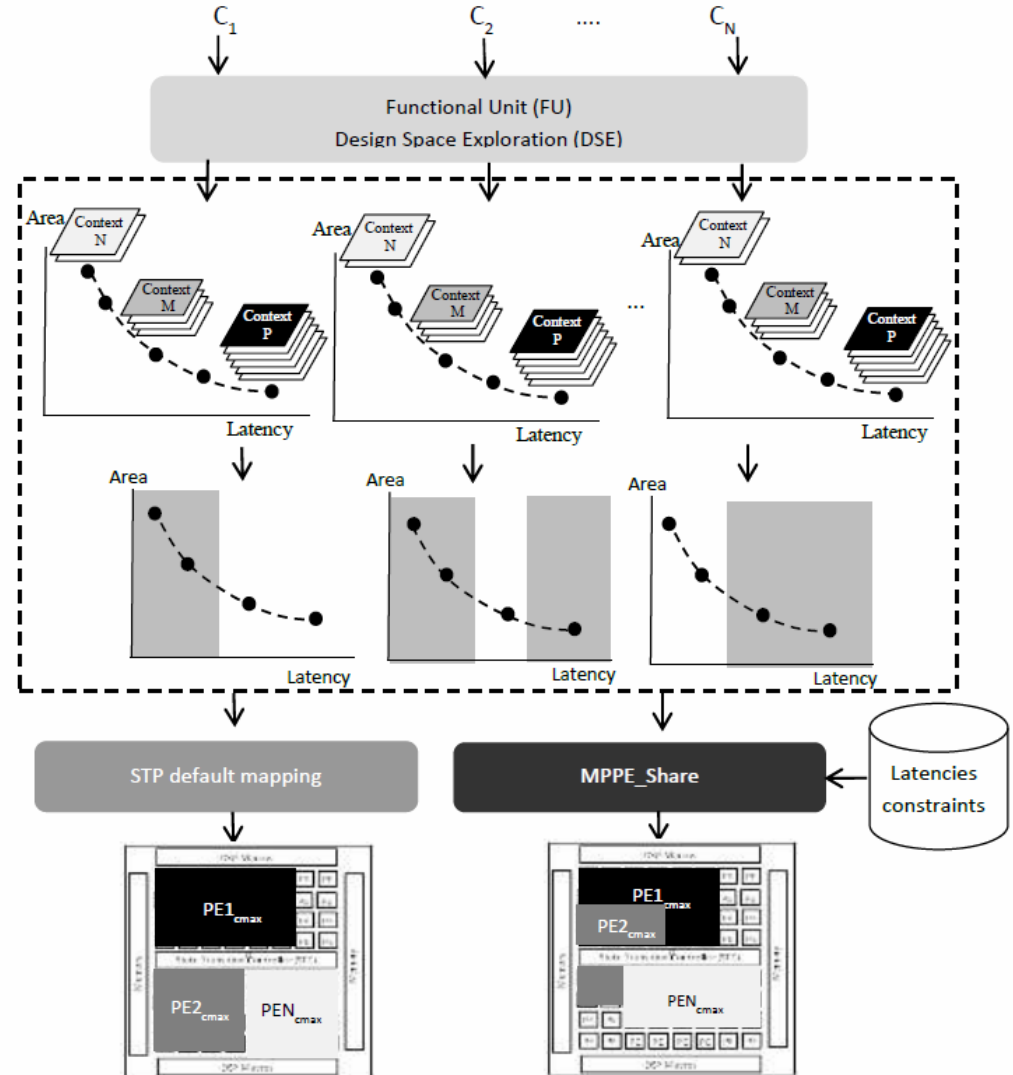 C1 C2 .... CN
Functional Unit (FU)
Design Space Exploration (DSE)
Area
Context
N
Context
M
Context
P
Latency
Area
Context
N
Context
M
Context
P
Latency
...
Area
Context
N
Context
M
Context
P
Latency
Area
Latency
Area
Latency
Area
Latency
STP default mapping
MPPE_Share
Latencies
constraints
PE1cmax
PE2cmax
PENcmax
PE1cmax
PE2cmax
PENcmax